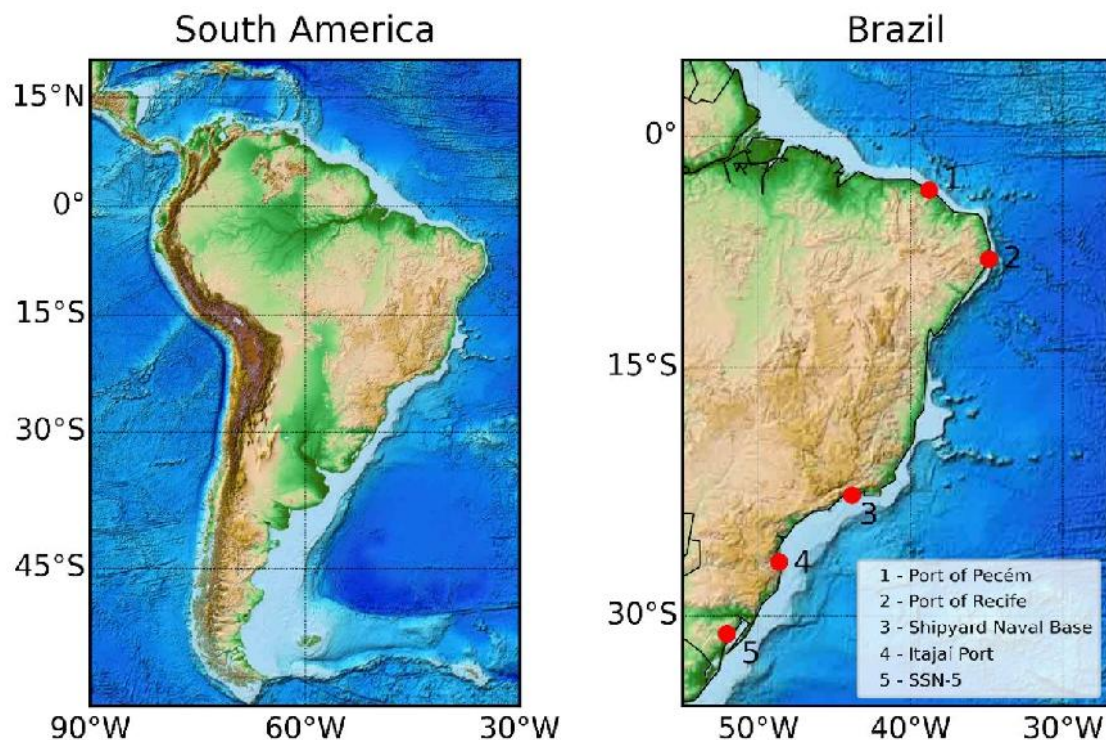 South America
15°N
0°
15°S
30°S
45°S
90°W 60°W 30°W
Brazil
0°
15°S
30°S
50°W 40°W 30°W
1
2
3
4
5
1 - Port of Pecém
2 - Port of Recife
3 - Shipyard Naval Base
4 - Itajaí Port
5 - SSN-5